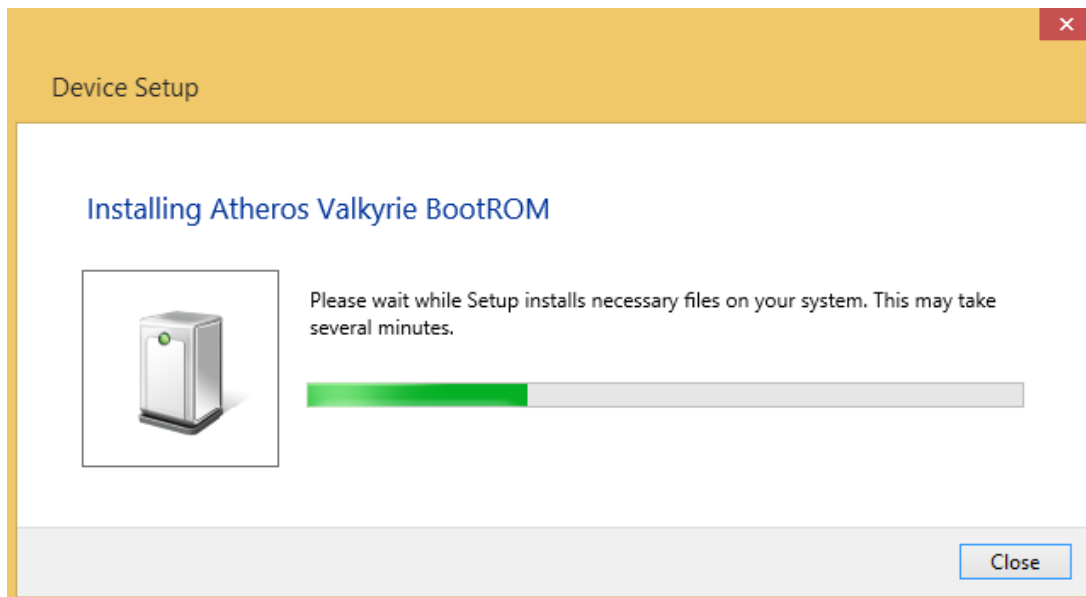 Device Setup
Installing Atheros Valkyrie BootROM
Please wait while Setup installs necessary files on your system. This may take
several minutes.
Close